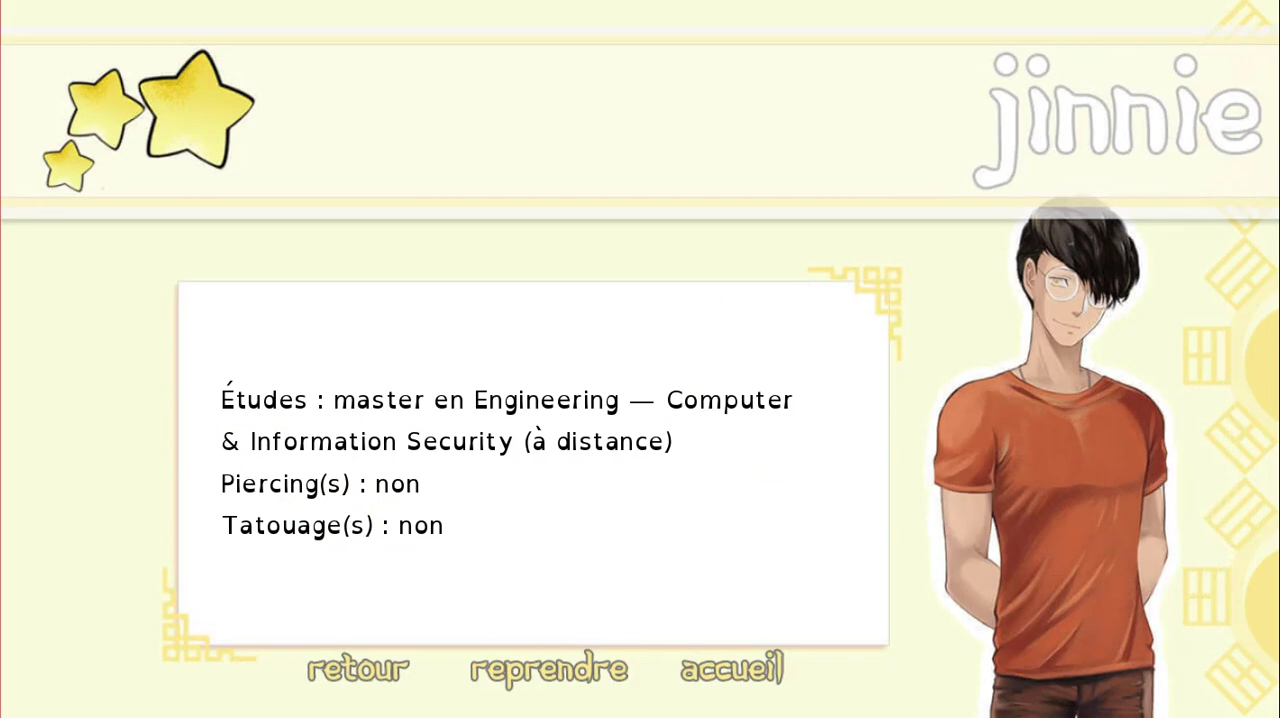 jinnie
Études : master en Engineering — Computer
& Information Security (à distance)
Piercing(s) : non
Tatouage(s) : non
retour reprendre accueil